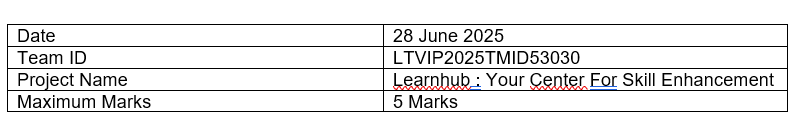 Date 28 June 2025
Team ID LTVIP2025TMID53030
Project Name Learnhub : Your Center For Skill Enhancement
Maximum Marks 5 Marks